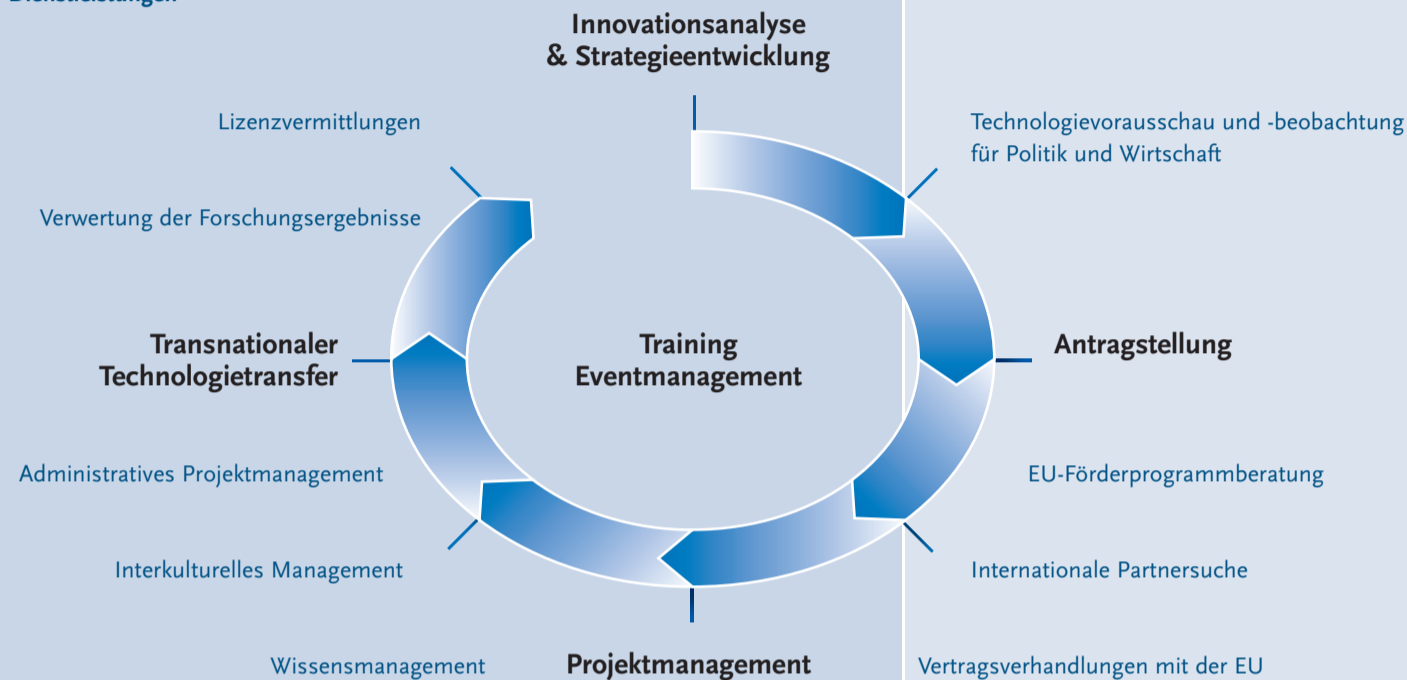 Dienstleistungen
Innovationsanalyse
& Strategieentwicklung
Lizenzvermittlungen
Technologievorausschau und -beobachtung
für Politik und Wirtschaft
Verwertung der Forschungsergebnisse
Transnationaler
Technologietransfer
Training
Eventmanagement
Antragstellung
Administratives Projektmanagement
EU-Förderprogrammberatung
Interkulturelles Management
Internationale Partnersuche
Wissensmanagement
Projektmanagement
Vertragsverhandlungen mit der EU